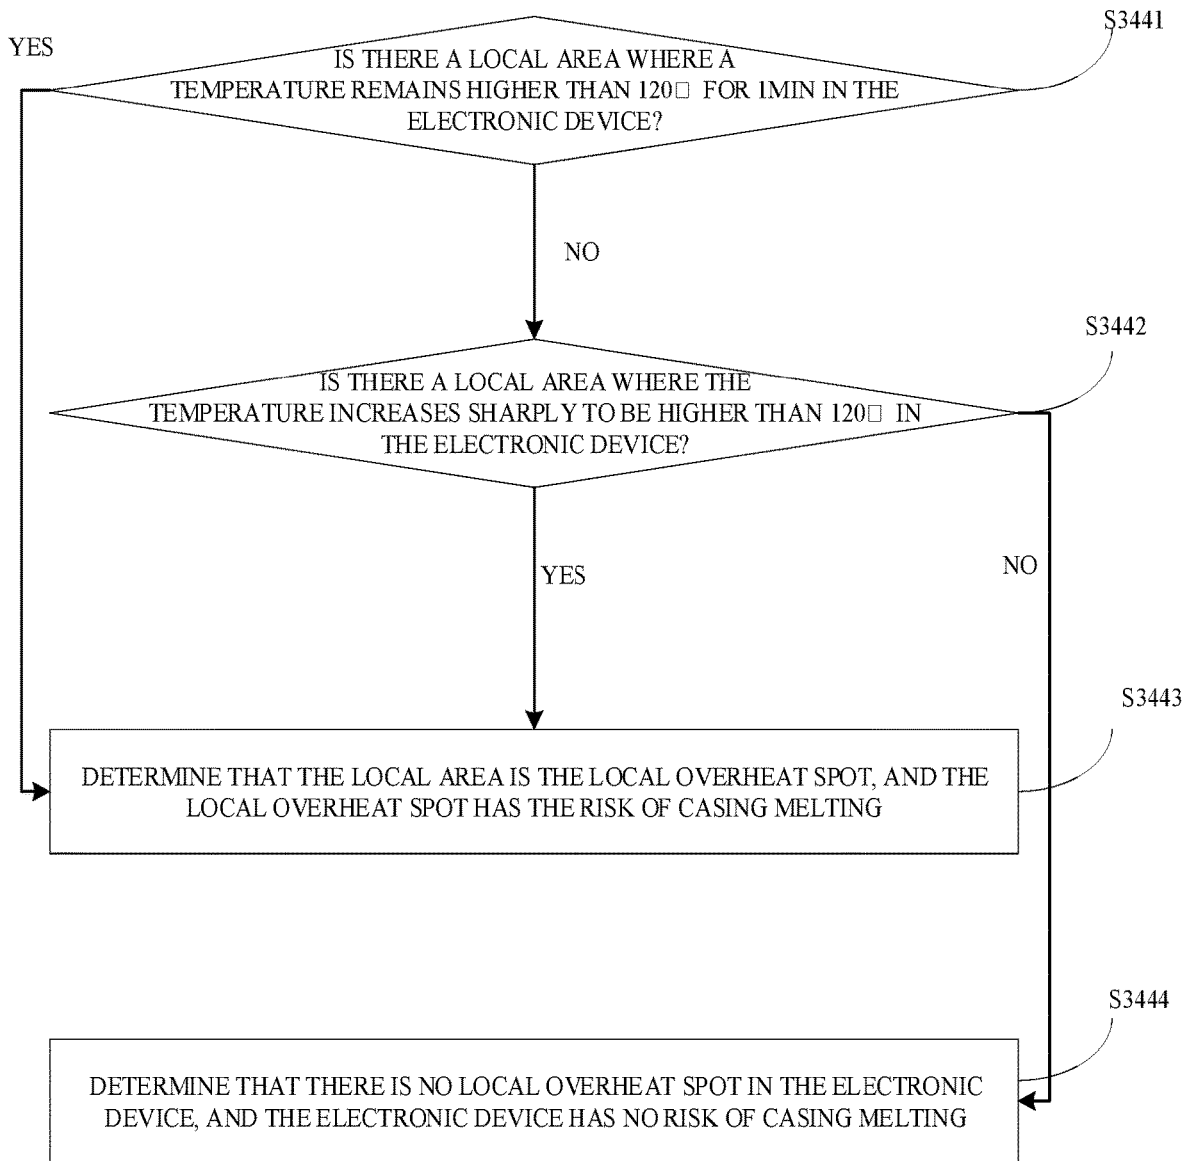 S3441
YES
IS THERE A LOCAL AREA WHERE A
TEMPERATURE REMAINS HIGHER THAN 120□ FOR 1MIN IN THE
ELECTRONIC DEVICE?
NO
S3442
IS THERE A LOCAL AREA WHERE THE
TEMPERATURE INCREASES SHARPLY TO BE HIGHER THAN 120□ IN
THE ELECTRONIC DEVICE?
YES
NO
S3443
DETERMINE THAT THE LOCAL AREA IS THE LOCAL OVERHEAT SPOT, AND THE
LOCAL OVERHEAT SPOT HAS THE RISK OF CASING MELTING
S3444
DETERMINE THAT THERE IS NO LOCAL OVERHEAT SPOT IN THE ELECTRONIC
DEVICE, AND THE ELECTRONIC DEVICE HAS NO RISK OF CASING MELTING